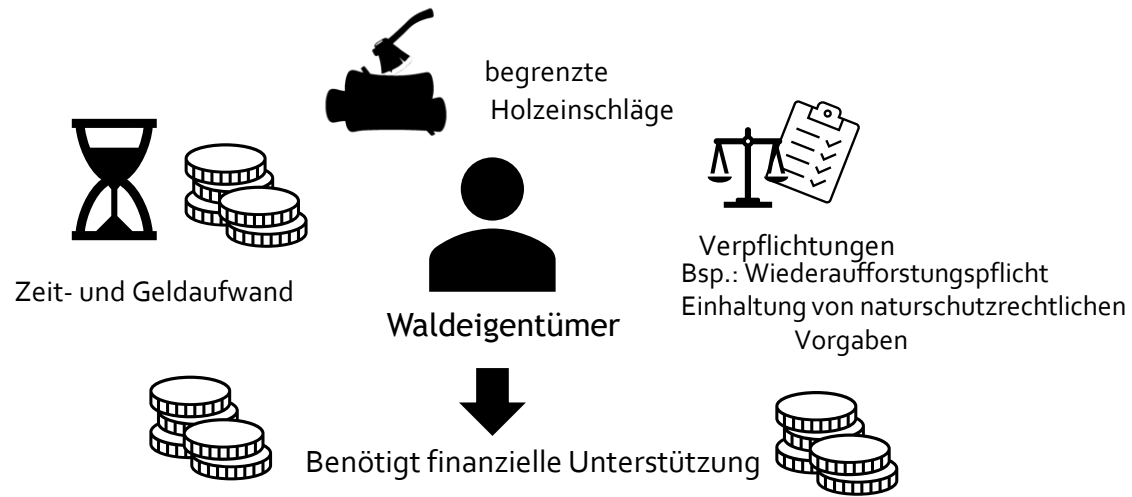 begrenzte
Holzeinschläge
Zeit- und Geldaufwand
Waldeigentümer
Verpflichtungen
Bsp.: Wiederaufforstungspflicht
Einhaltung von naturschutzrechtlichen
Vorgaben
Benötigt finanzielle Unterstützung